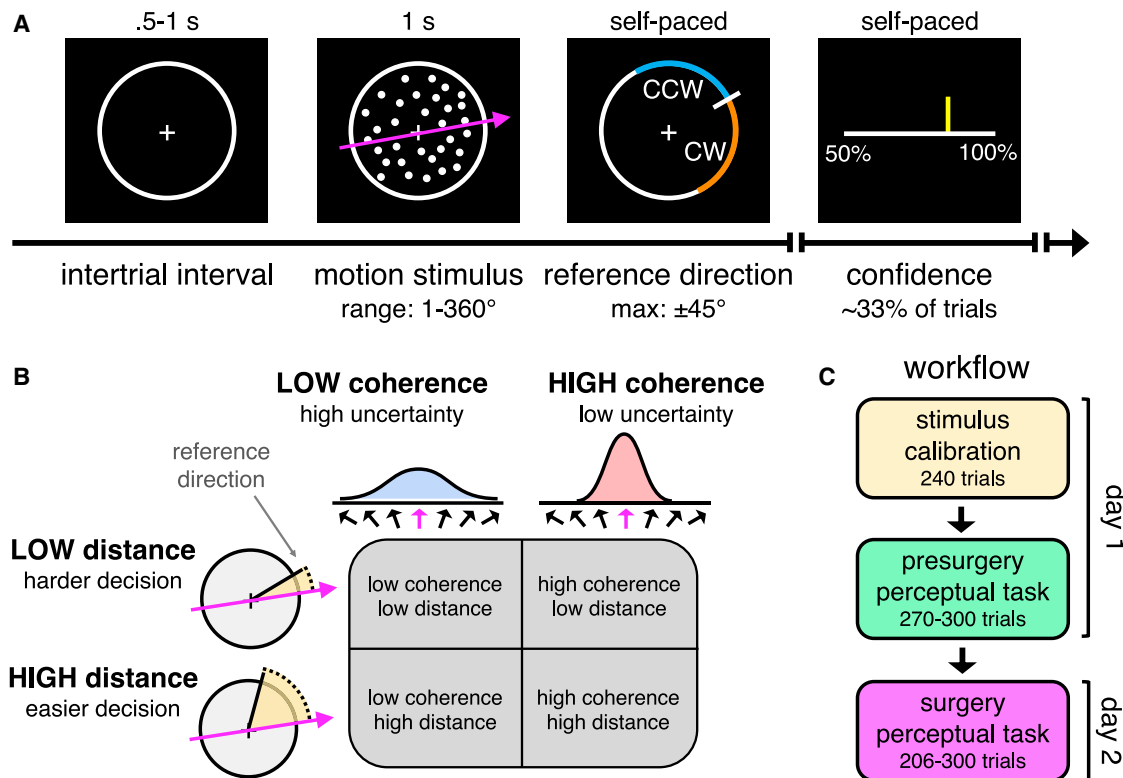 A
.5-1 s
1 s
self-paced
self-paced
CCW
CW
50%
100%
intertrial interval
motion stimulus
range: 1-360°
reference direction
max: ±45°
confidence
~33% of trials
B
LOW coherence
high uncertainty
HIGH coherence
low uncertainty
reference
direction
LOW distance
harder decision
HIGH distance
easier decision
low coherence
low distance
high coherence
low distance
low coherence
high distance
high coherence
high distance
C
workflow
stimulus
calibration
240 trials
presurgery
perceptual task
270-300 trials
day 1
surgery
perceptual task
206-300 trials
day 2